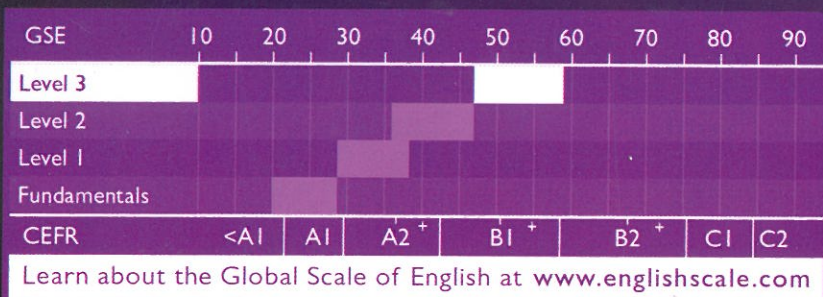 GSE 10 20 30 40 50 60 70 80 90
Level 3
Level 2
Level 1
Fundamentals
CEFR <A1 A1 A2 + B1 + B2 + C1 C2
Learn about the Global Scale of English at www.englishscale.com